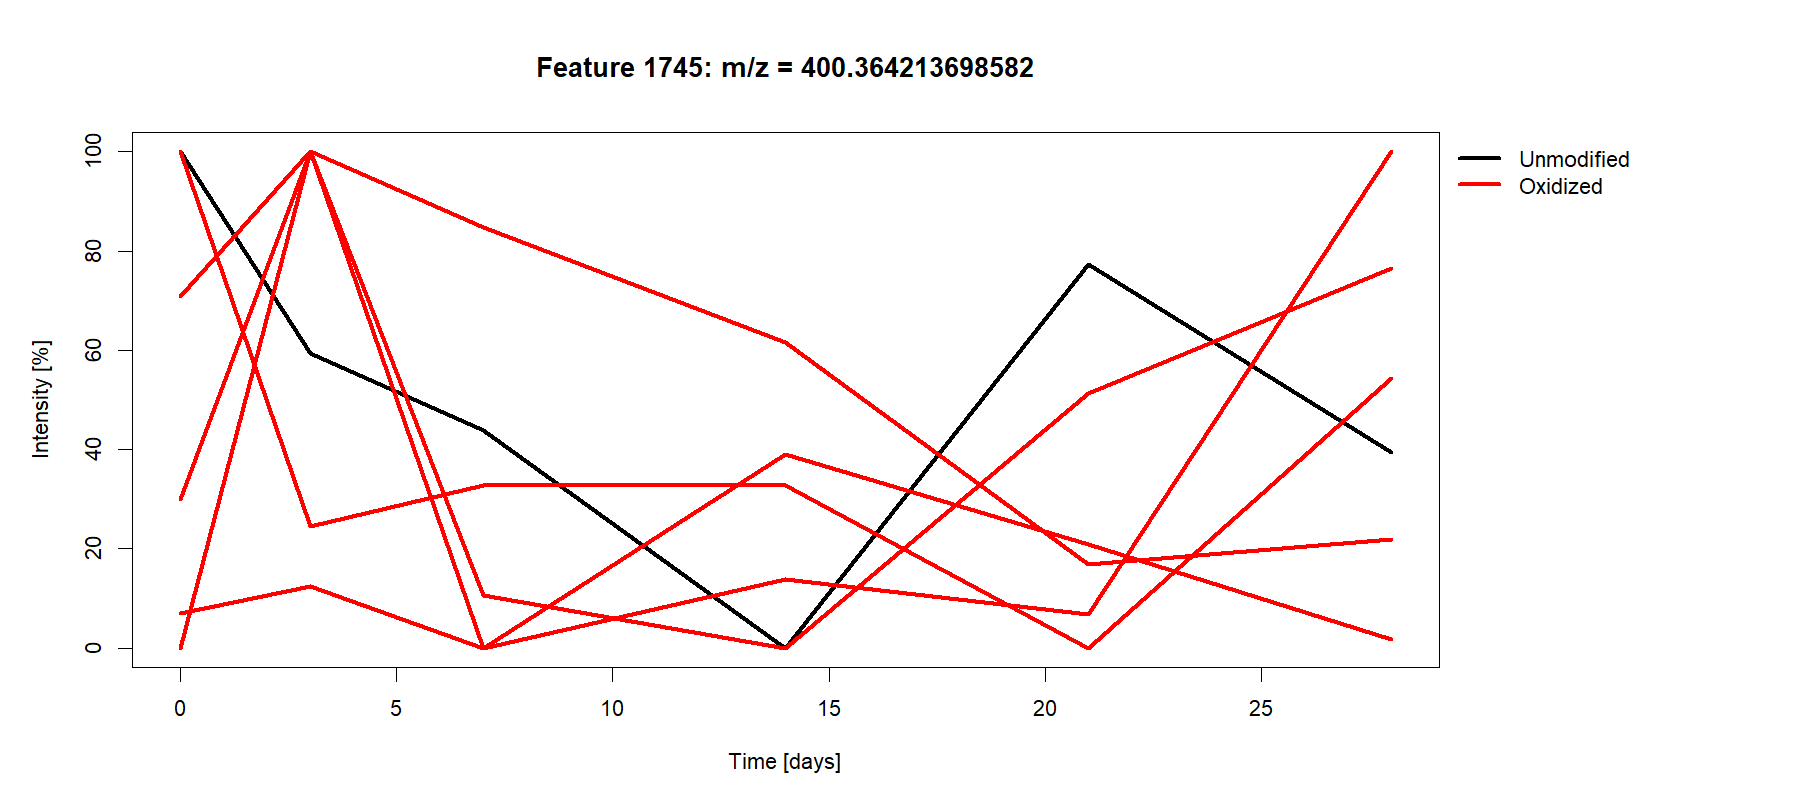 Feature 1745: m/z = 400.364213698582
Unmodified
Oxidized
Intensity [%]
100
80
60
40
20
0
0 5 10 15 20 25
Time [days]